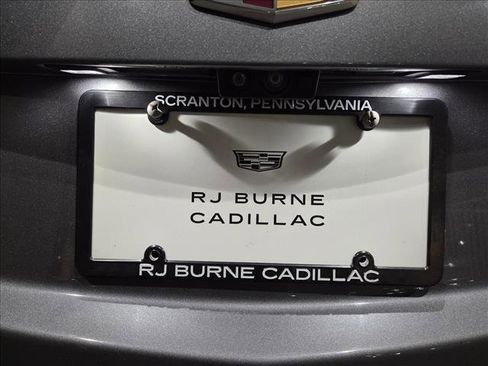 SCRANTON, PENNSYLVANIA
RJ BURNE
CADILLAC
RJ BURNE CADILLAC